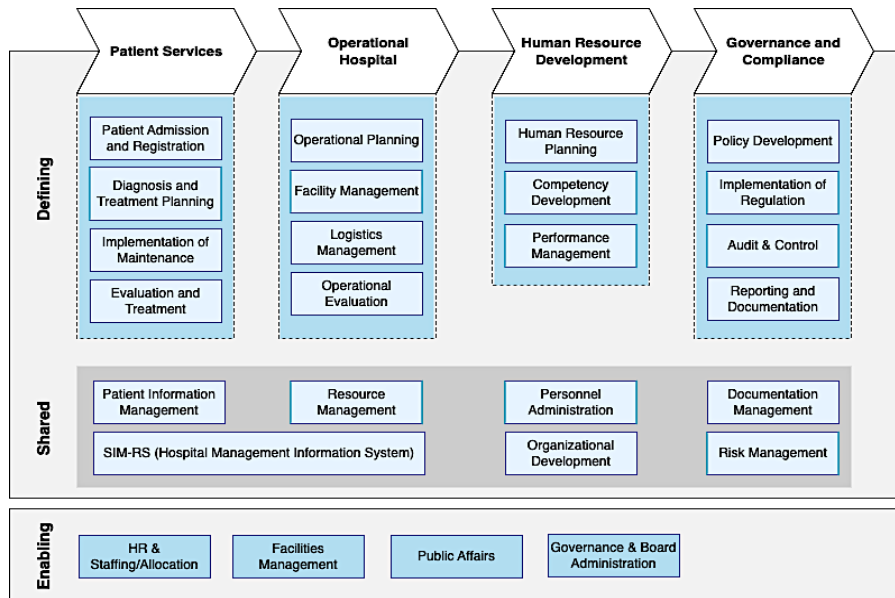 Patient Services
Operational
Hospital
Human Resource
Development
Governance and
Compliance
Defining
Patient Admission
and Registration
Diagnosis and
Treatment Planning
Implementation of
Maintenance
Evaluation and
Treatment
Operational Planning
Facility Management
Logistics
Management
Operational
Evaluation
Human Resource
Planning
Competency
Development
Performance
Management
Policy Development
Implementation of
Regulation
Audit & Control
Reporting and
Documentation
Shared
Patient Information
Management
Resource
Management
Personnel
Administration
Documentation
Management
SIM-RS (Hospital Management Information System)
Organizational
Development
Risk Management
Enabling
HR &
Staffing/Allocation
Facilities
Management
Public Affairs
Governance & Board
Administration